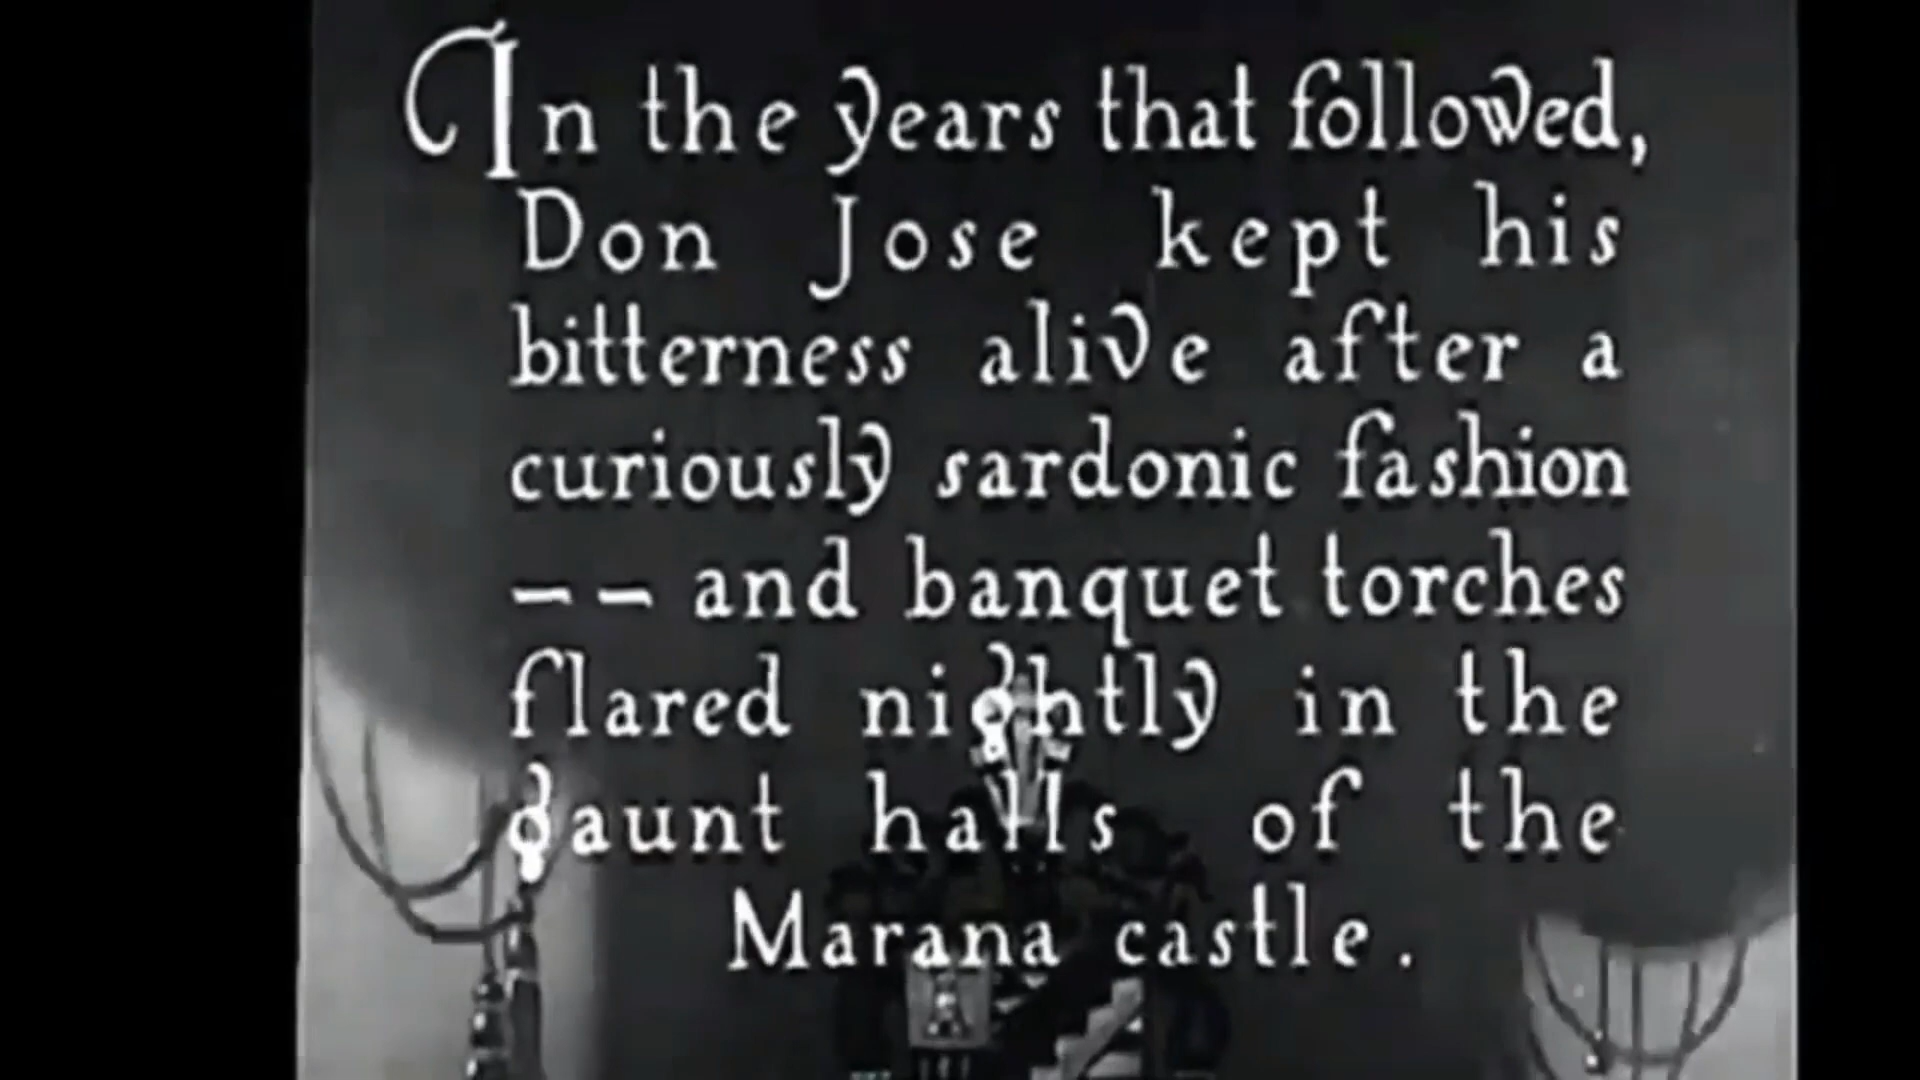 In the years that followed,
Don Jose kept his
bitterness alive after a
curiously sardonic fashion
-- and banquet torches
flared nightly in the
gaunt halls of the
Marana castle.